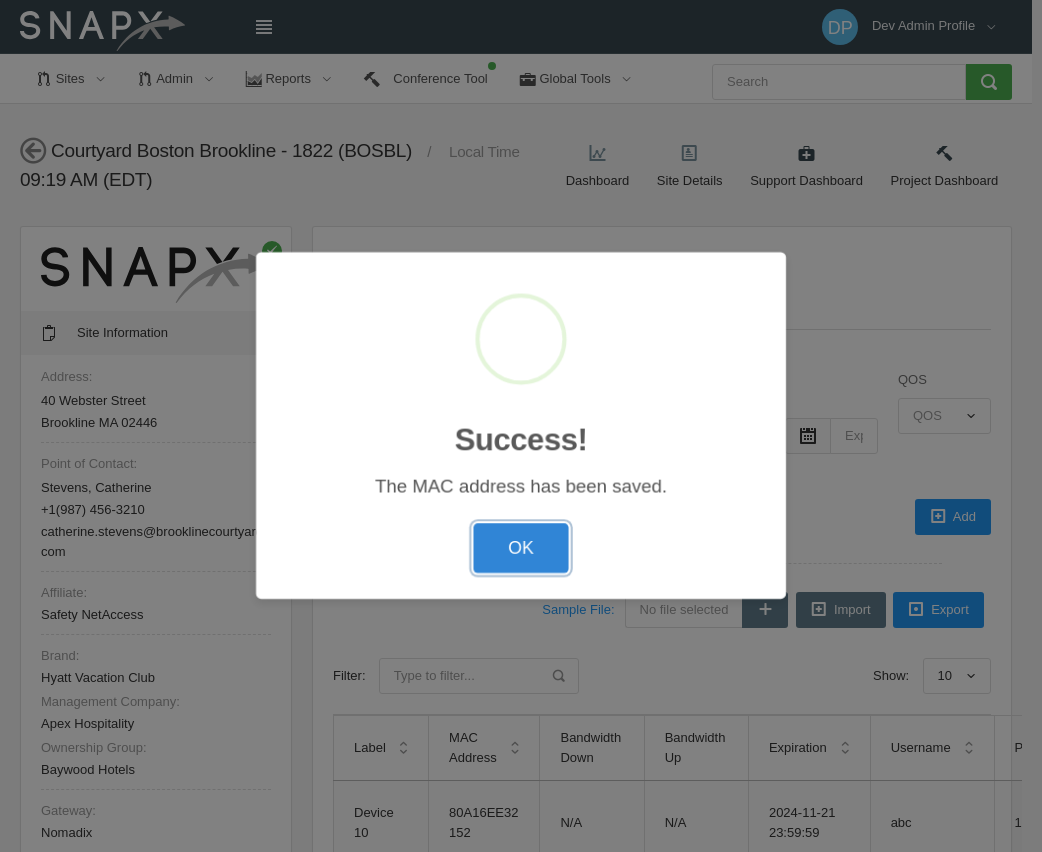 SNAPX
DP
Dev Admin Profile
Sites
Admin
Reports
Conference Tool
Global Tools
Search
Courtyard Boston Brookline - 1822 (BOSBL) / Local Time
09:19 AM (EDT)
Dashboard
Site Details
Support Dashboard
Project Dashboard
SNAPX
Site Information
Address:
40 Webster Street
Brookline MA 02446
Point of Contact:
Stevens, Catherine
+1(987) 456-3210
catherine.stevens@brooklinecourtyar
com
Affiliate:
Safety NetAccess
Brand:
Hyatt Vacation Club
Management Company:
Apex Hospitality
Ownership Group:
Baywood Hotels
Gateway:
Nomadix
Success!
The MAC address has been saved.
OK
QOS
Exp
QOS
Add
Sample File:
No file selected
Import
Export
Filter:
Type to filter...
Show:
10
Label
MAC
Address
Bandwidth
Down
Bandwidth
Up
Expiration
Username
P
Device
10
80A16EE32
152
N/A
N/A
2024-11-21
23:59:59
abc
1